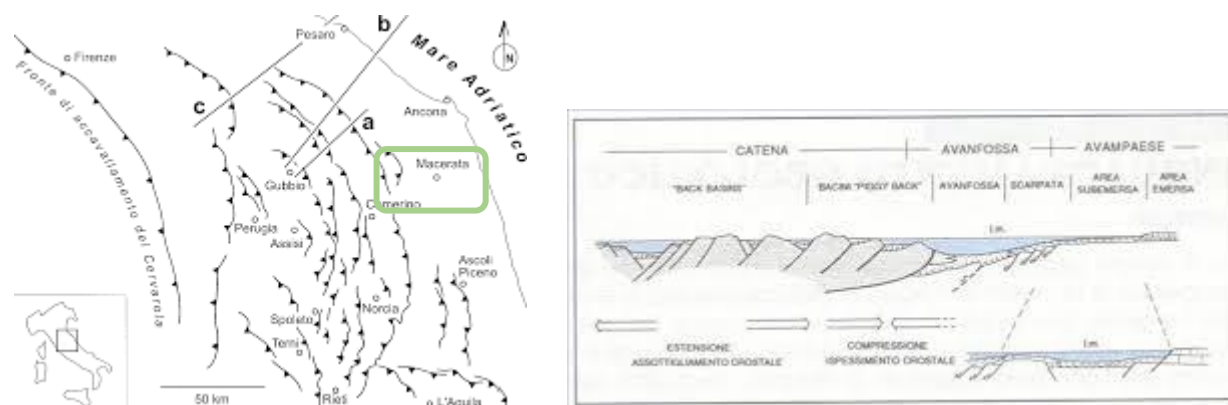 b
Pesaro
N
Mare Adriatico
Firenze
Fronte di accavallamento del Cervarola
c
Ancona
a
Macerata
Gubbio
Camerino
Perugia
Assisi
Ascoli
Piceno
Norcia
Spoleto
Terni
50 km
Rieti
L'Aquila
CATENA
AVANFOSSA
AVAMPAESE
"BACK BASINS"
BACINI "PIGGY BACK"
AVANFOSSA
SCARPATA
AREA
SUBEMERSA
AREA
EMERSA
l.m.
ESTENSIONE
ASSOTTIGLIAMENTO CROSTALE
COMPRESSIONE
ISPESSIMENTO CROSTALE
l.m.